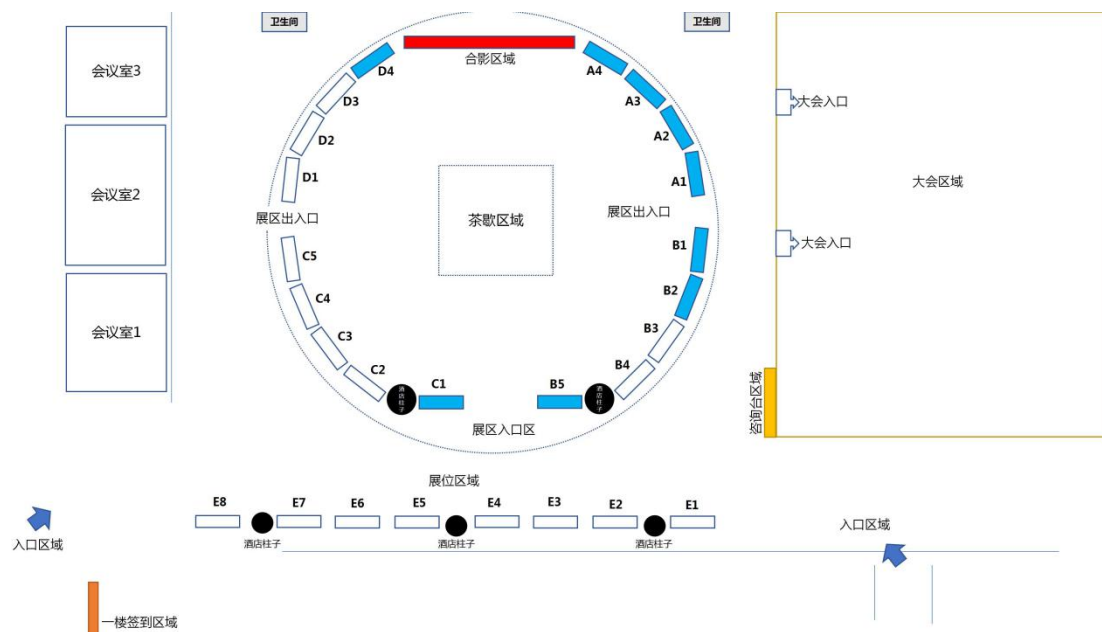 卫生间
卫生间
会议室3
合影区域
D4
A4
D3
A3
大会入口
D2
A2
D1
A1
会议室2
大会区域
展区出入口
茶歇区域
展区出入口
大会入口
C5
B1
C4
B2
会议室1
C3
B3
C2
B4
C1
B5
酒店柱子
酒店柱子
咨询台区域
展区入口区
展位区域
E8
E7
E6
E5
E4
E3
E2
E1
入口区域
酒店柱子
酒店柱子
酒店柱子
入口区域
一楼签到区域